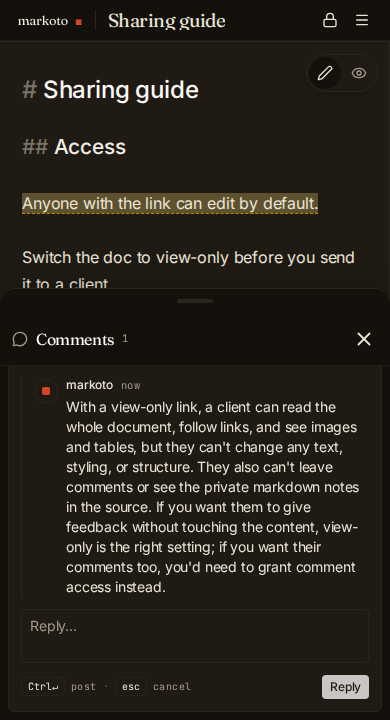 markoto
Sharing guide
# Sharing guide
## Access
Anyone with the link can edit by default.
Switch the doc to view-only before you send
it to a client
Comments 1
markoto now
With a view-only link, a client can read the
whole document, follow links, and see images
and tables, but they can't change any text,
styling, or structure. They also can't leave
comments or see the private markdown notes
in the source. If you want them to give
feedback without touching the content, view-
only is the right setting; if you want their
comments too, you'd need to grant comment
access instead.
Reply...
Ctrl↵ post · esc cancel
Reply